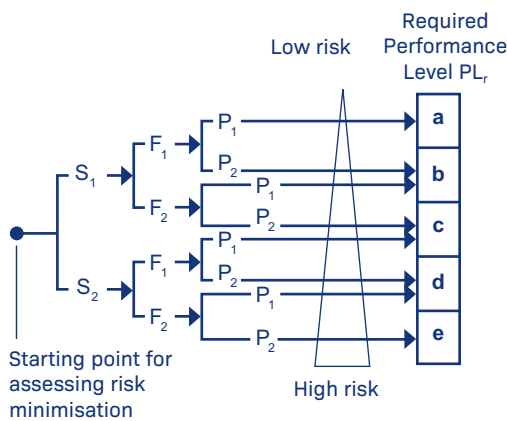 Required
Performance
Level PLr
Low risk
a
P1
F1
P2
b
S1
P1
F2
P2
c
P1
F1
P2
d
S2
P1
F2
P2
e
Starting point for
assessing risk
minimisation
High risk